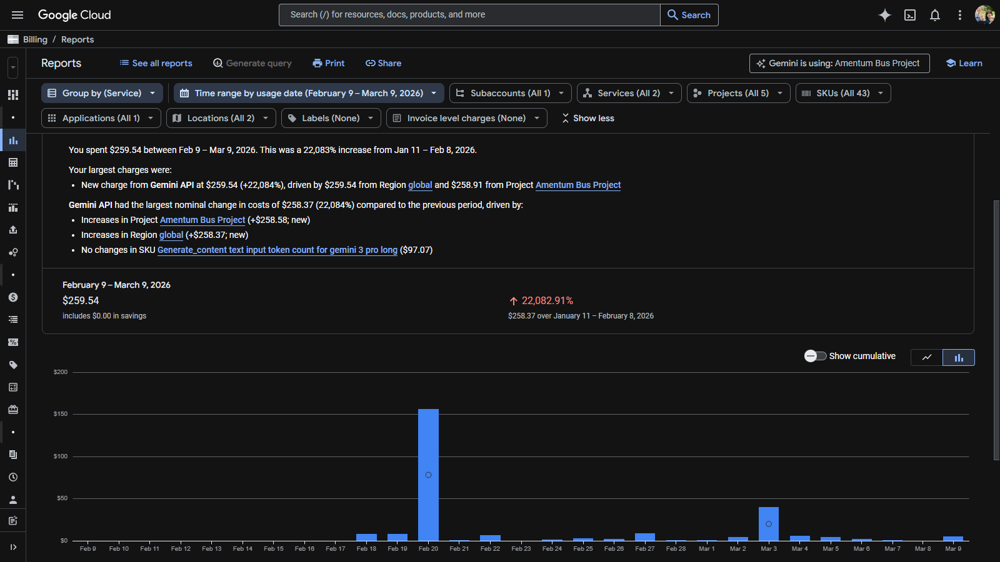 Google Cloud
Search (/) for resources, docs, products, and more
Search
Billing / Reports
Reports
See all reports
Generate query
Print
Share
Gemini is using: Amentum Bus Project
Learn
Group by (Service)
Time range by usage date (February 9 – March 9, 2026)
Subaccounts (All 1)
Services (All 2)
Projects (All 5)
SKUs (All 43)
Applications (All 1)
Locations (All 2)
Labels (None)
Invoice level charges (None)
Show less
You spent $259.54 between Feb 9 – Mar 9, 2026. This was a 22,083% increase from Jan 11 – Feb 8, 2026.
Your largest charges were:
• New charge from Gemini API at $259.54 (+22,084%), driven by $259.54 from Region global and $258.91 from Project Amentum Bus Project
Gemini API had the largest nominal change in costs of $258.37 (22,084%) compared to the previous period, driven by:
• Increases in Project Amentum Bus Project (+$258.58; new)
• Increases in Region global (+$258.37; new)
• No changes in SKU Generate_content text input token count for gemini 3 pro long ($97.07)
February 9 – March 9, 2026
$259.54
includes $0.00 in savings
22,082.91%
$258.37 over January 11 – February 8, 2026
Show cumulative
$200
$150
$100
$50
$0
Feb 9 Feb 10 Feb 11 Feb 12 Feb 13 Feb 14 Feb 15 Feb 16 Feb 17 Feb 18 Feb 19 Feb 20 Feb 21 Feb 22 Feb 23 Feb 24 Feb 25 Feb 26 Feb 27 Feb 28 Mar 1 Mar 2 Mar 3 Mar 4 Mar 5 Mar 6 Mar 7 Mar 8 Mar 9